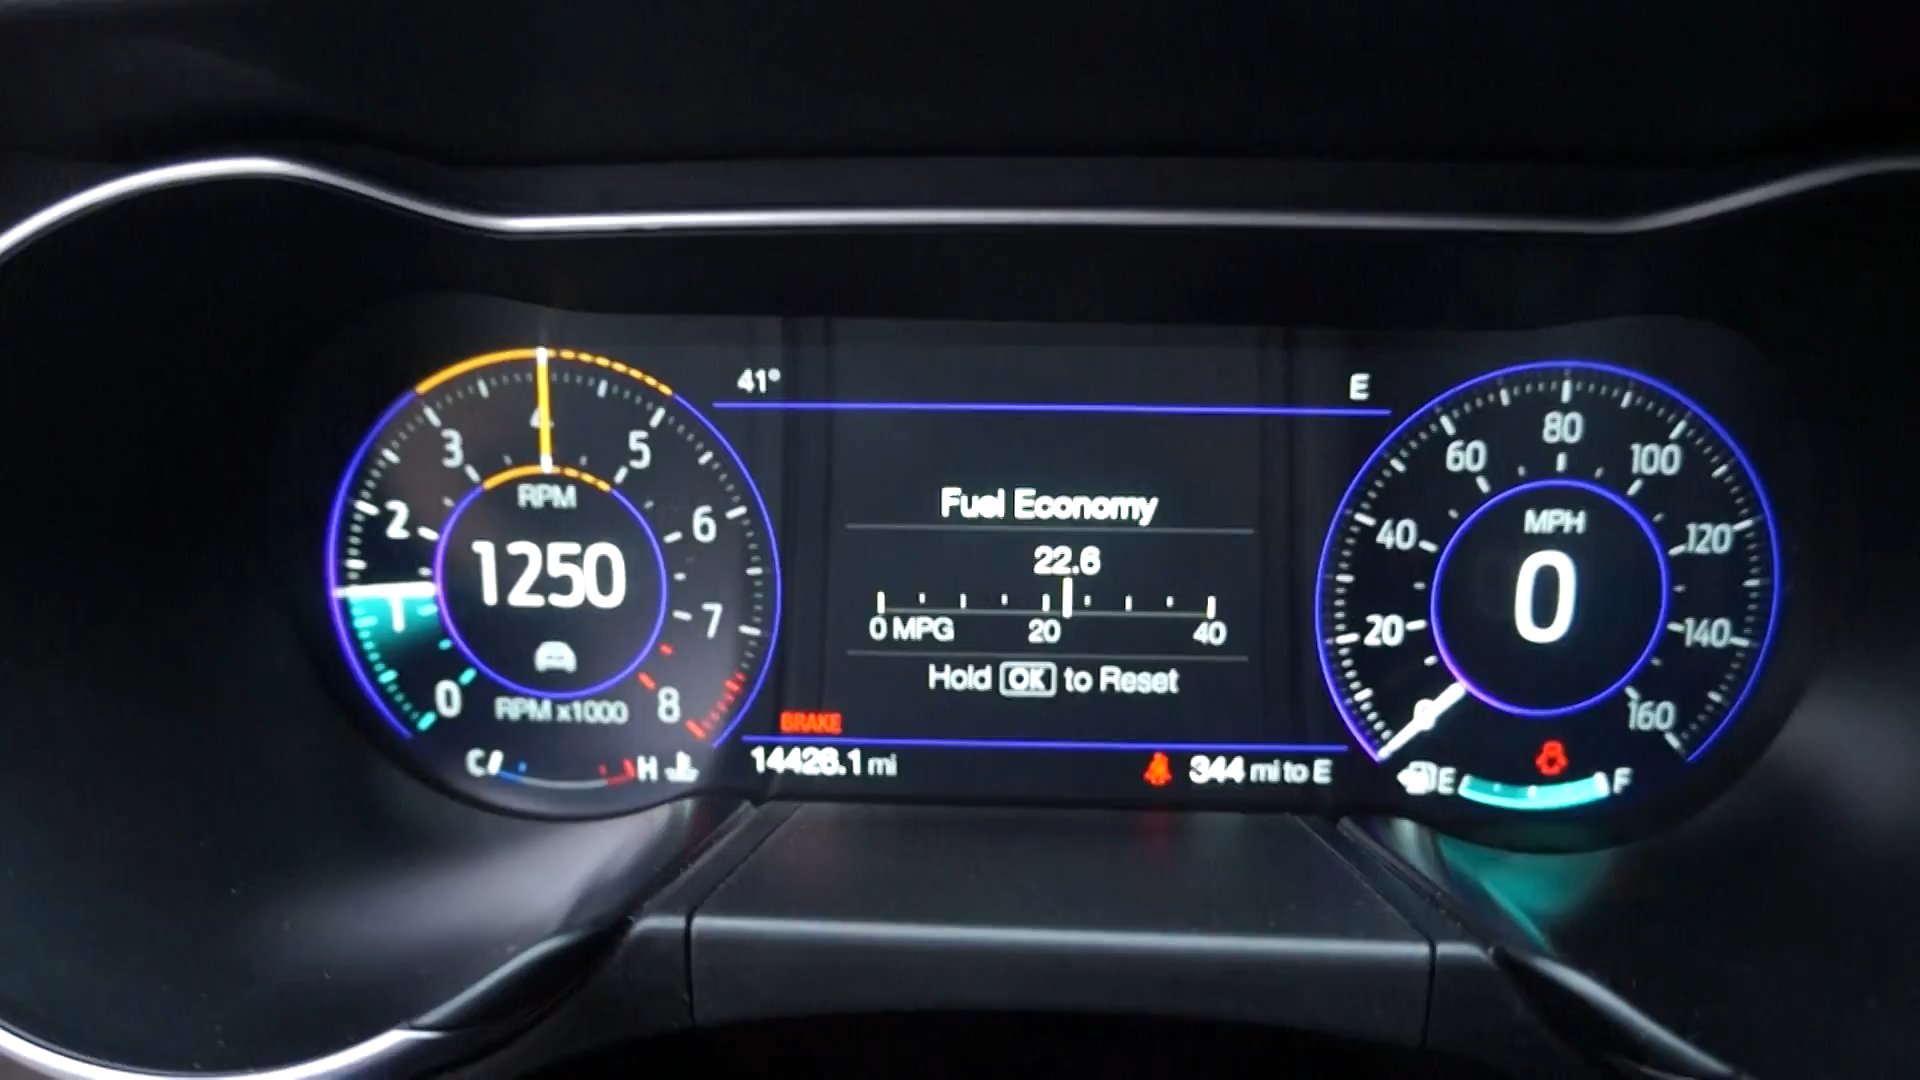 41°
E
Fuel Economy
22.6
0 MPG 20 40
Hold OK to Reset
BRAKE
14428.1 mi
344 mi to E
0
1
2
3
4
5
6
7
8
RPM
1250
RPM x1000
C H
0
20
40
60
80
100
120
140
160
MPH
0
E F